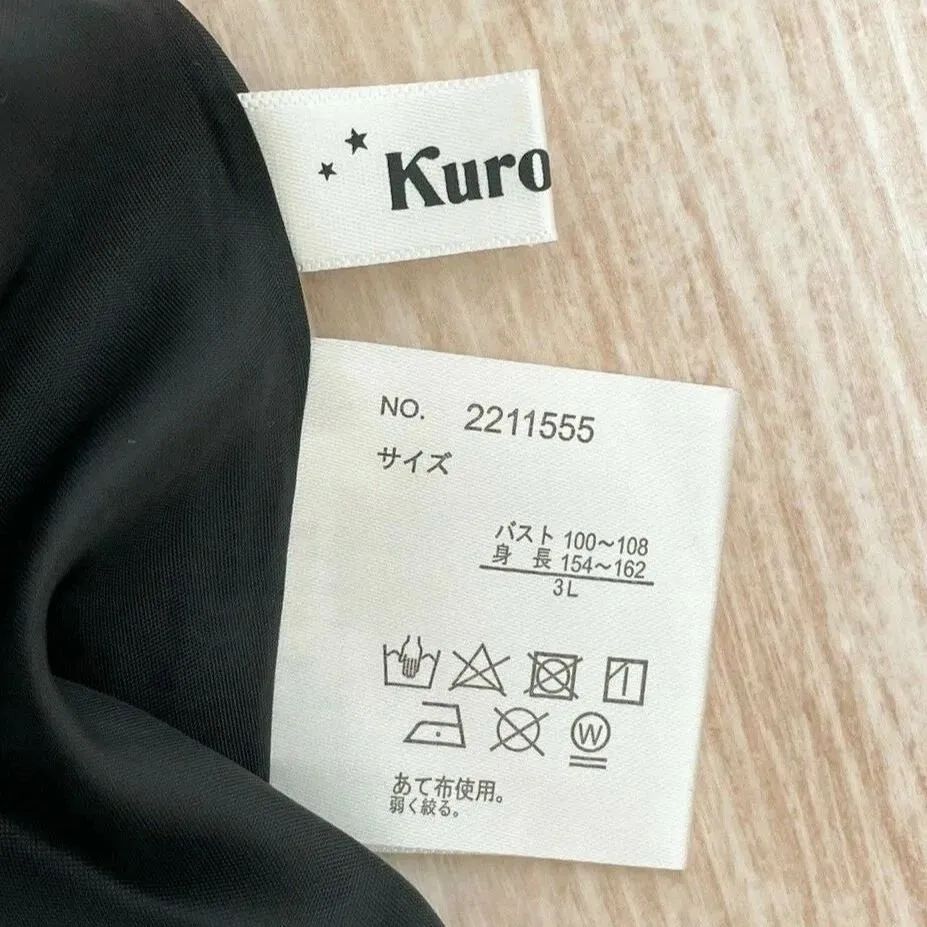 Kuro
NO. 2211555
サイズ
バスト 100～108
身 長 154～162
3L
W
あて布使用。
弱く絞る。